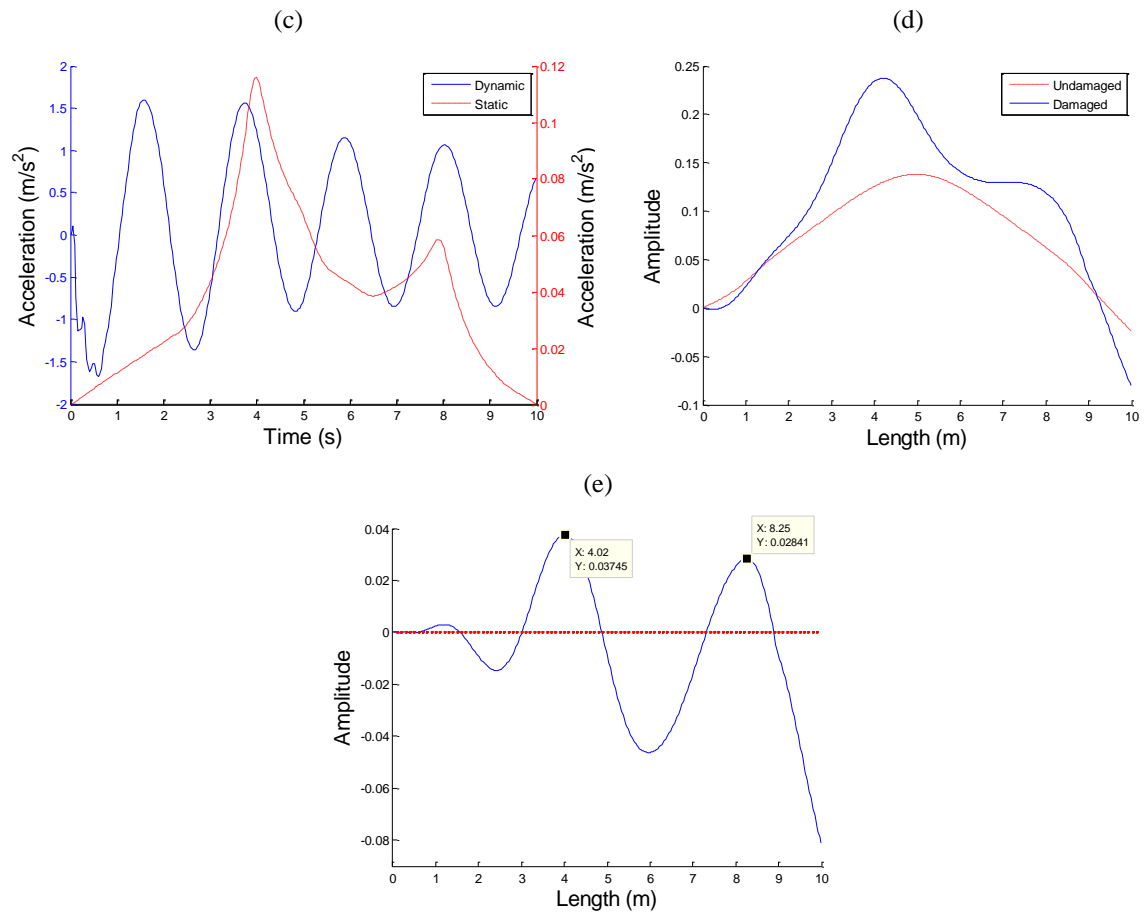 (c)
(d)
2
1.5
1
0.5
0
-0.5
-1
-1.5
-2
Acceleration (m/s²)
0.12
0.1
0.08
0.06
0.04
0.02
0
Acceleration (m/s²)
Dynamic
Static
0 1 2 3 4 5 6 7 8 9 10
Time (s)
0.25
0.2
0.15
0.1
0.05
0
-0.05
-0.1
Amplitude
Undamaged
Damaged
0 1 2 3 4 5 6 7 8 9 10
Length (m)
(e)
0.04
0.02
0
-0.02
-0.04
-0.06
-0.08
Amplitude
X: 4.02
Y: 0.03745
X: 8.25
Y: 0.02841
0 1 2 3 4 5 6 7 8 9 10
Length (m)